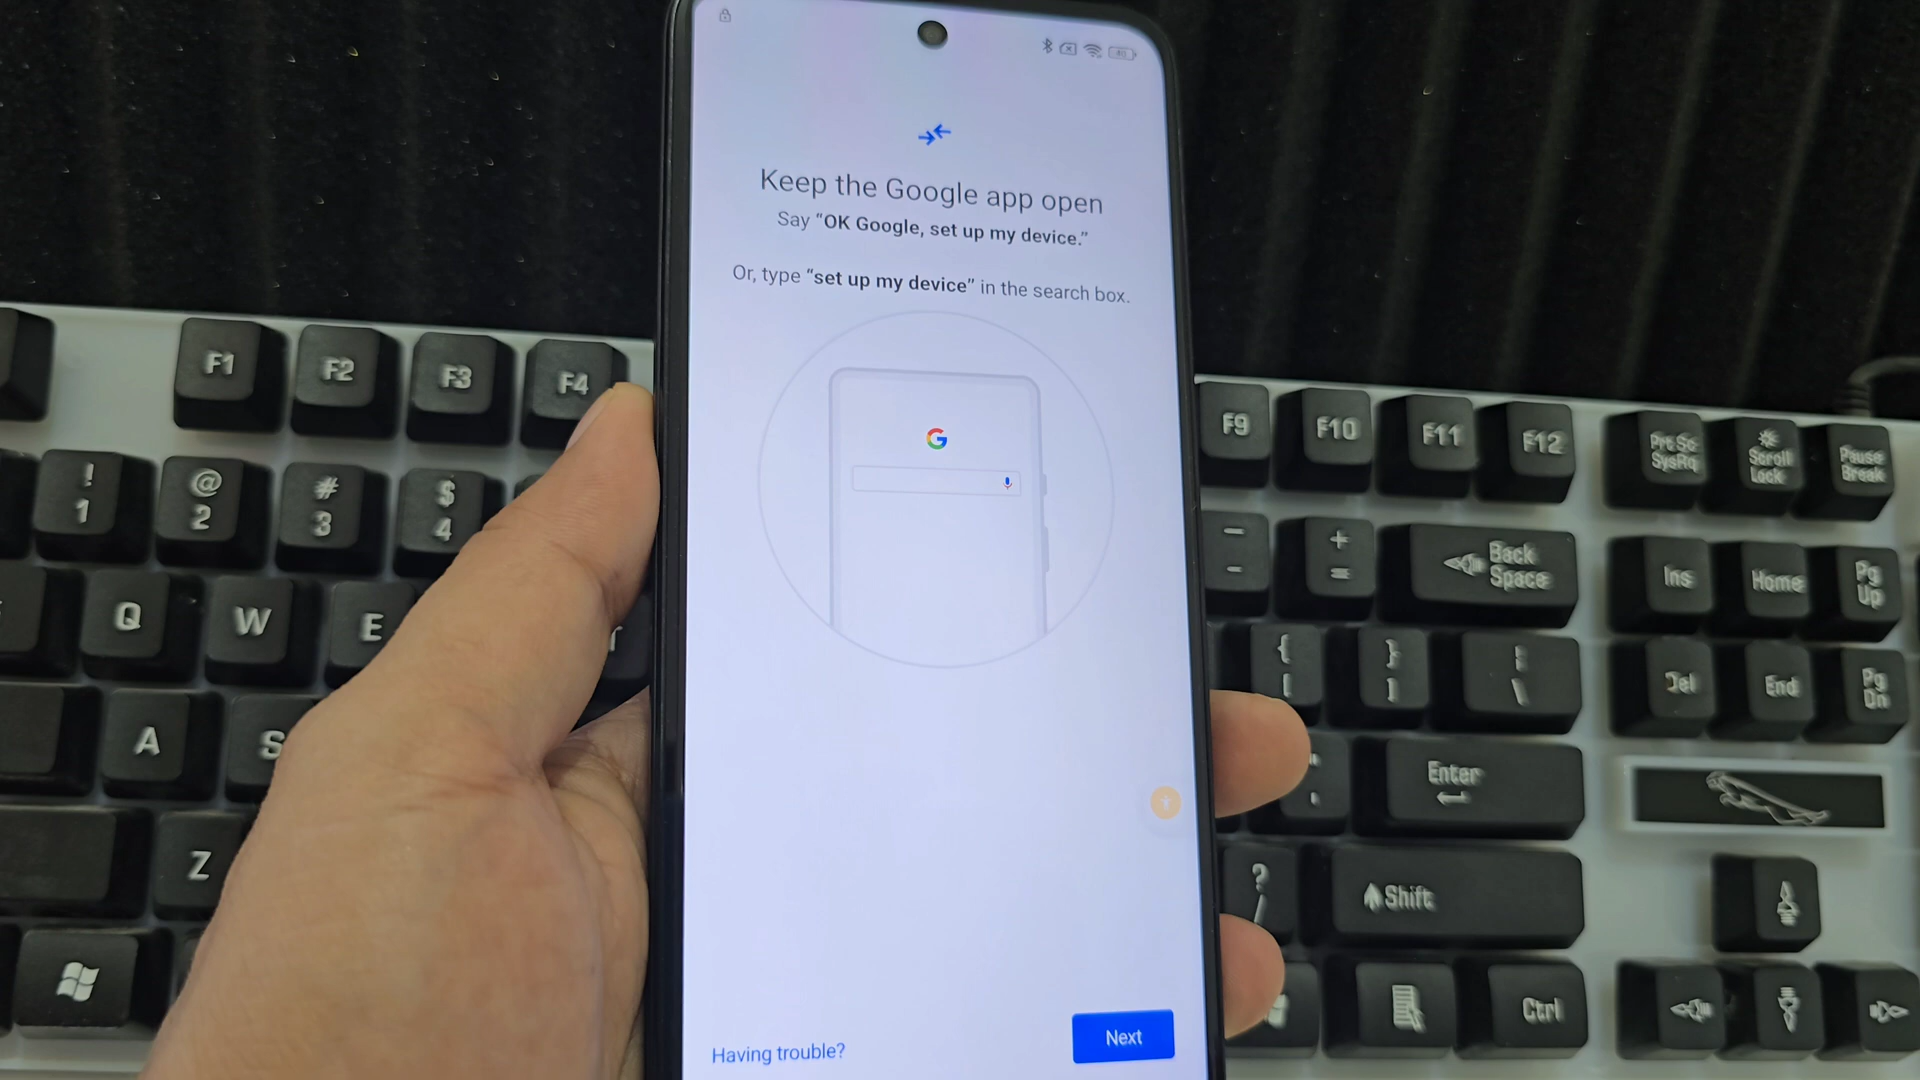 Keep the Google app open
Say “OK Google, set up my device.”
Or, type “set up my device” in the search box.
G
Having trouble?
Next
F1 F2 F3 F4 F9 F10 F11 F12
Prt Sc
SysRq
Scroll
Lock
Pause
Break
! @ # $ - +
1 2 3 4 - =
Back
Space
Ins Home
Pg
Up
Q W E
{ }
[ ] \
Del End
Pg
Dn
A S
Enter
Z
?
/
Shift
Ctrl